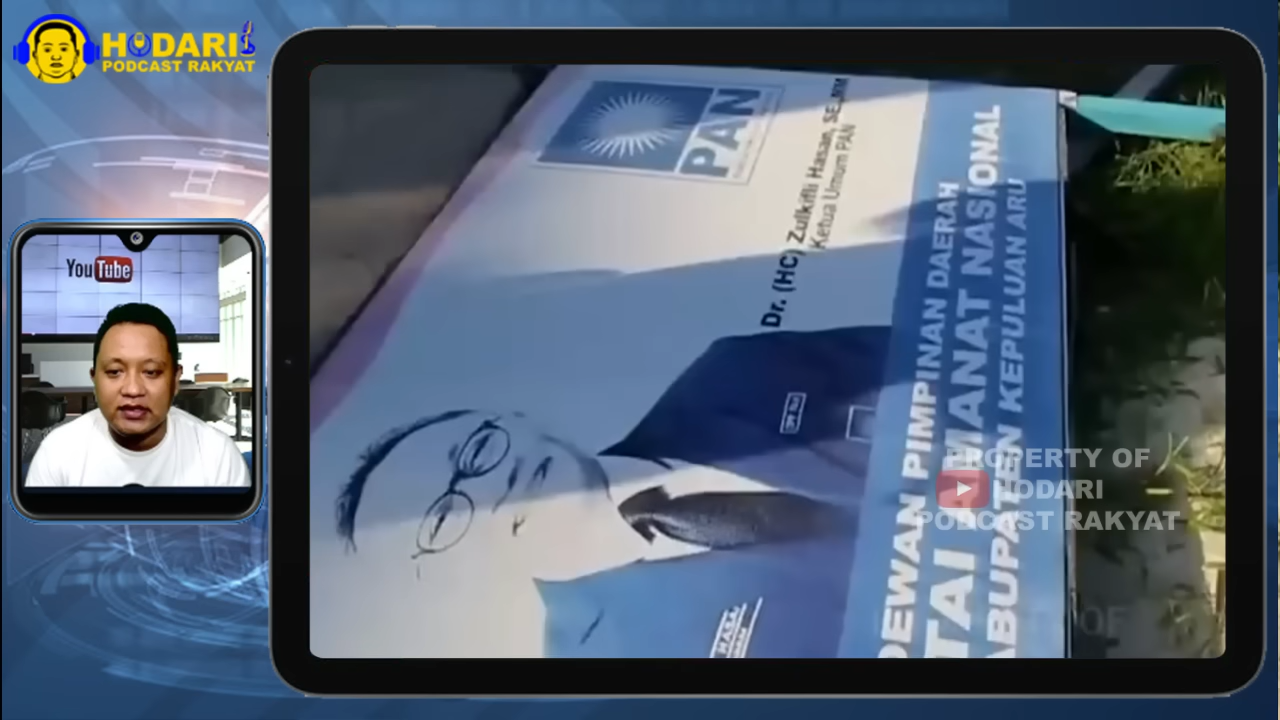 HODARI
PODCAST RAKYAT
YouTube
PAN
Dr. (HC) Zulkifli Hasan, SE.,MM
Ketua Umum PAN
DEWAN PIMPINAN DAERAH
TAI AMANAT NASIONAL
ABUPATEN KEPULUAN ARU
PROPERTY OF
HODARI
PODCAST RAKYAT
OF